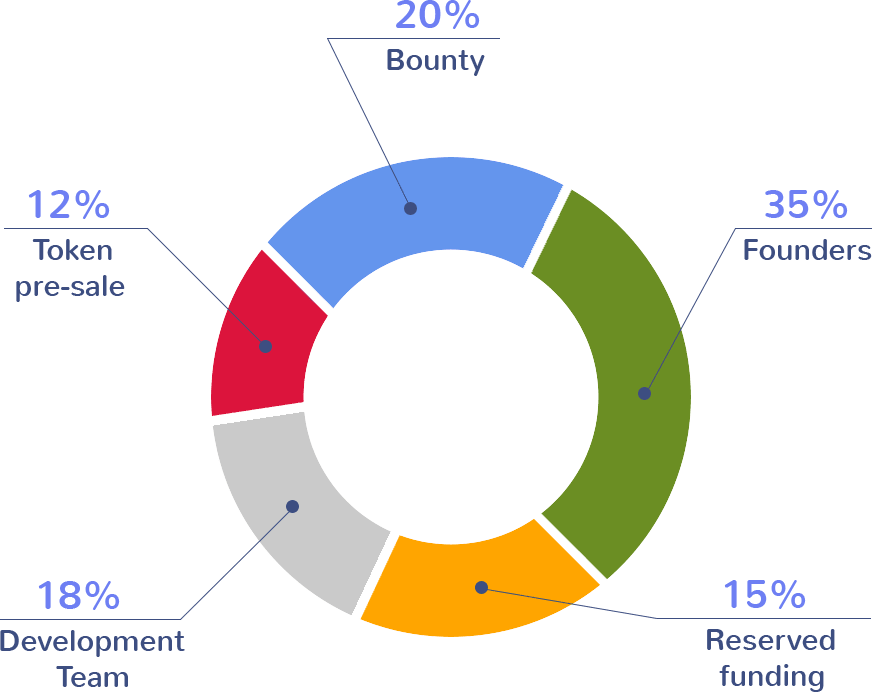 20%
Bounty
12%
Token
pre-sale
35%
Founders
18%
Development
Team
15%
Reserved
funding